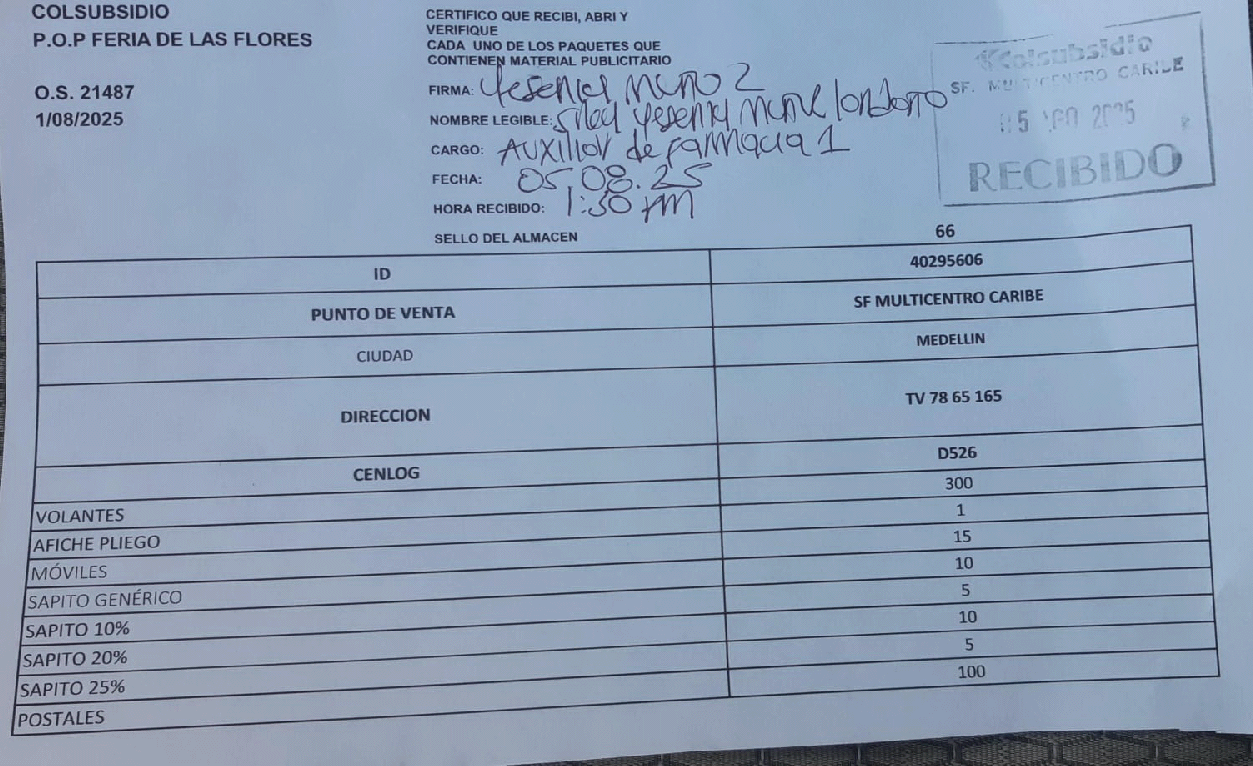 COLSUBSIDIO
P.O.P FERIA DE LAS FLORES
O.S. 21487
1/08/2025
CERTIFICO QUE RECIBI, ABRI Y
VERIFIQUE
CADA UNO DE LOS PAQUETES QUE
CONTIENEN MATERIAL PUBLICITARIO
FIRMA: Yesenia
NOMBRE LEGIBLE: Yesenia
CARGO: Auxiliar de farmacia 1
FECHA: 05,08.25
HORA RECIBIDO: 1:30 pm
SELLO DEL ALMACEN
Colsubsidio
SF. MULTICENTRO CARIBE
RECIBIDO
66
ID 40295606
PUNTO DE VENTA SF MULTICENTRO CARIBE
CIUDAD MEDELLIN
DIRECCION TV 78 65 165
CENLOG D526
VOLANTES 300
AFICHE PLIEGO 1
MÓVILES 15
SAPITO GENÉRICO 10
SAPITO 10% 5
SAPITO 20% 10
SAPITO 25% 5
POSTALES 100